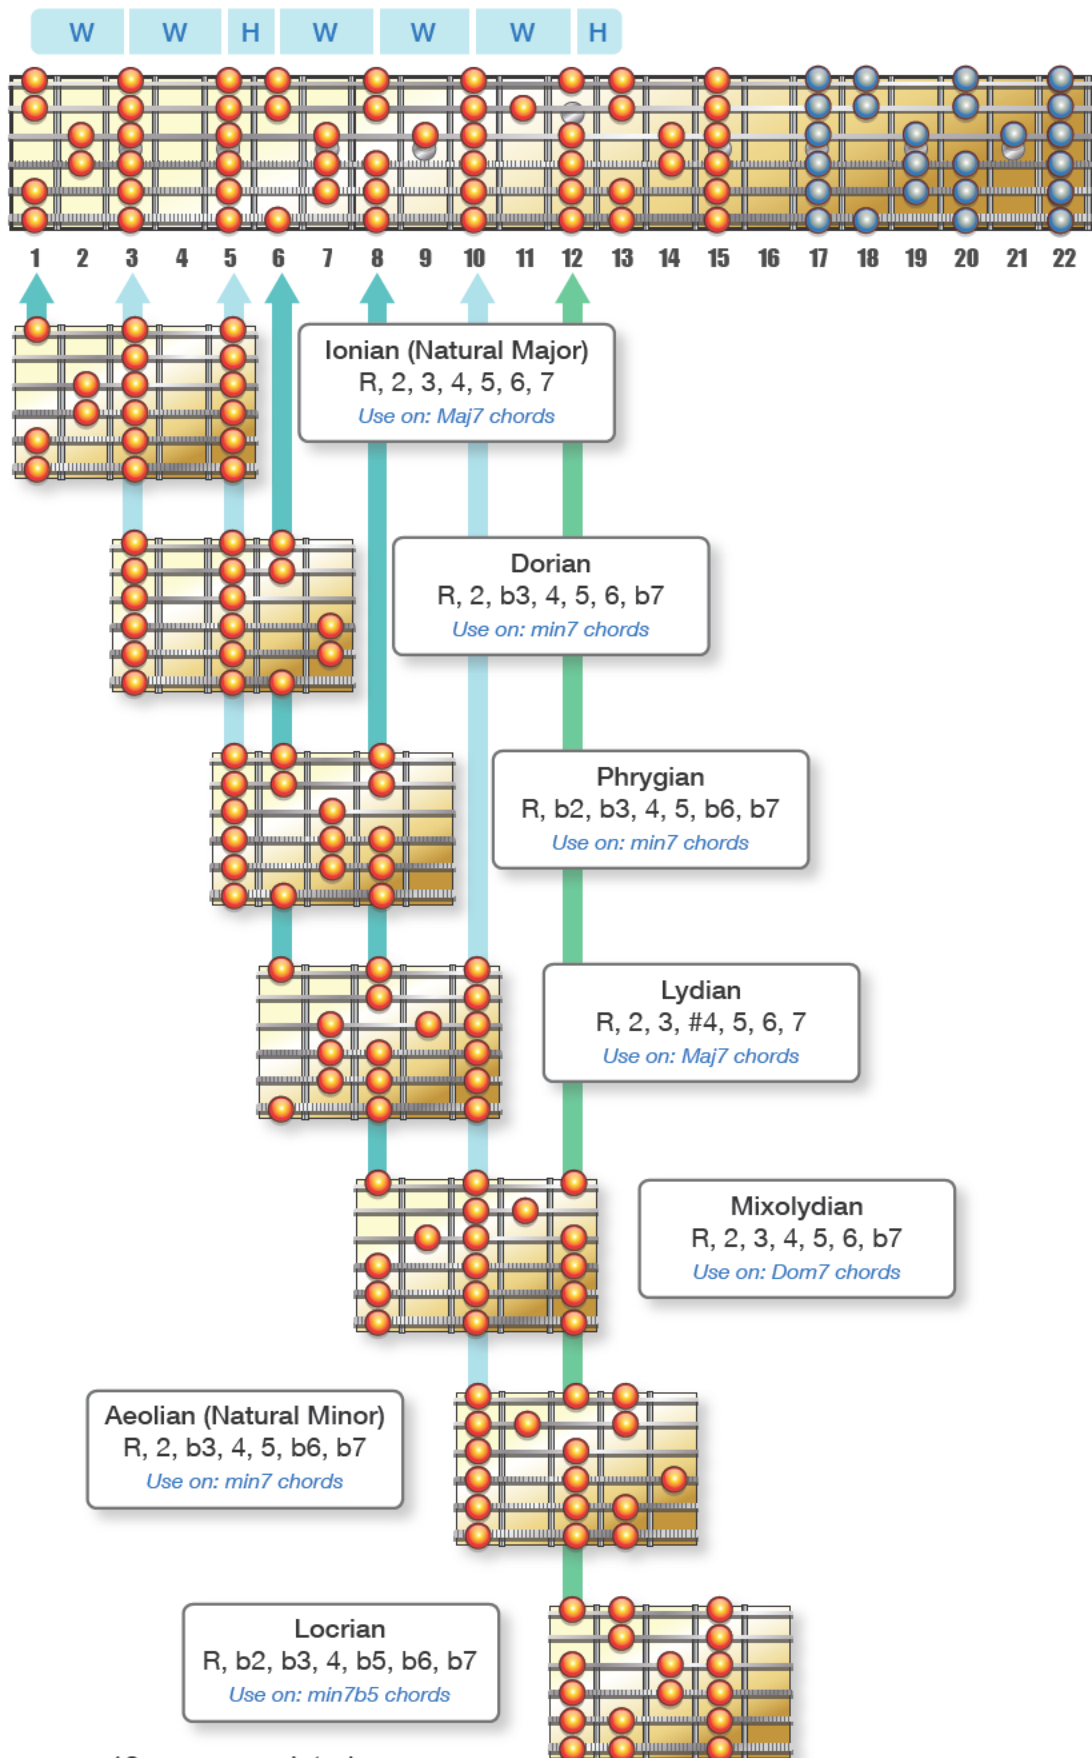 W W H W W W H
1 2 3 4 5 6 7 8 9 10 11 12 13 14 15 16 17 18 19 20 21 22
Ionian (Natural Major)
R, 2, 3, 4, 5, 6, 7
Use on: Maj7 chords
Dorian
R, 2, b3, 4, 5, 6, b7
Use on: min7 chords
Phrygian
R, b2, b3, 4, 5, b6, b7
Use on: min7 chords
Lydian
R, 2, 3, #4, 5, 6, 7
Use on: Maj7 chords
Mixolydian
R, 2, 3, 4, 5, 6, b7
Use on: Dom7 chords
Aeolian (Natural Minor)
R, 2, b3, 4, 5, b6, b7
Use on: min7 chords
Locrian
R, b2, b3, 4, b5, b6, b7
Use on: min7b5 chords